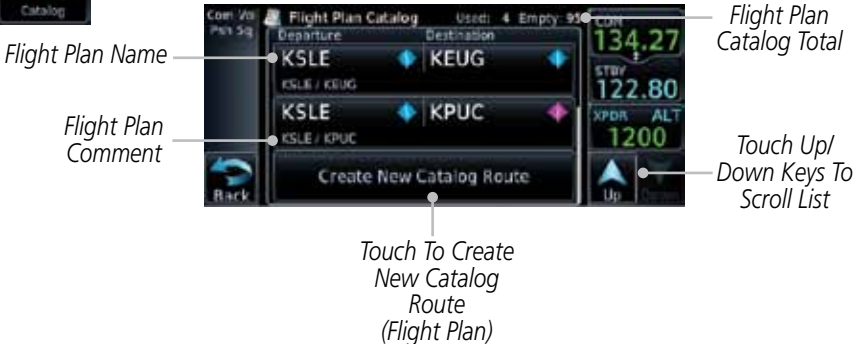 Catalog
Com Vol
Psh Sq
Flight Plan Catalog Used: 4 Empty: 95
Departure Destination
KSLE KEUG
KSLE / KEUG
KSLE KPUC
KSLE / KPUC
Create New Catalog Route
Back
COM
134.27
STBY
122.80
XPDR ALT
1200
Up
Down
Flight Plan Name
Flight Plan
Comment
Flight Plan
Catalog Total
Touch Up/
Down Keys To
Scroll List
Touch To Create
New Catalog
Route
(Flight Plan)